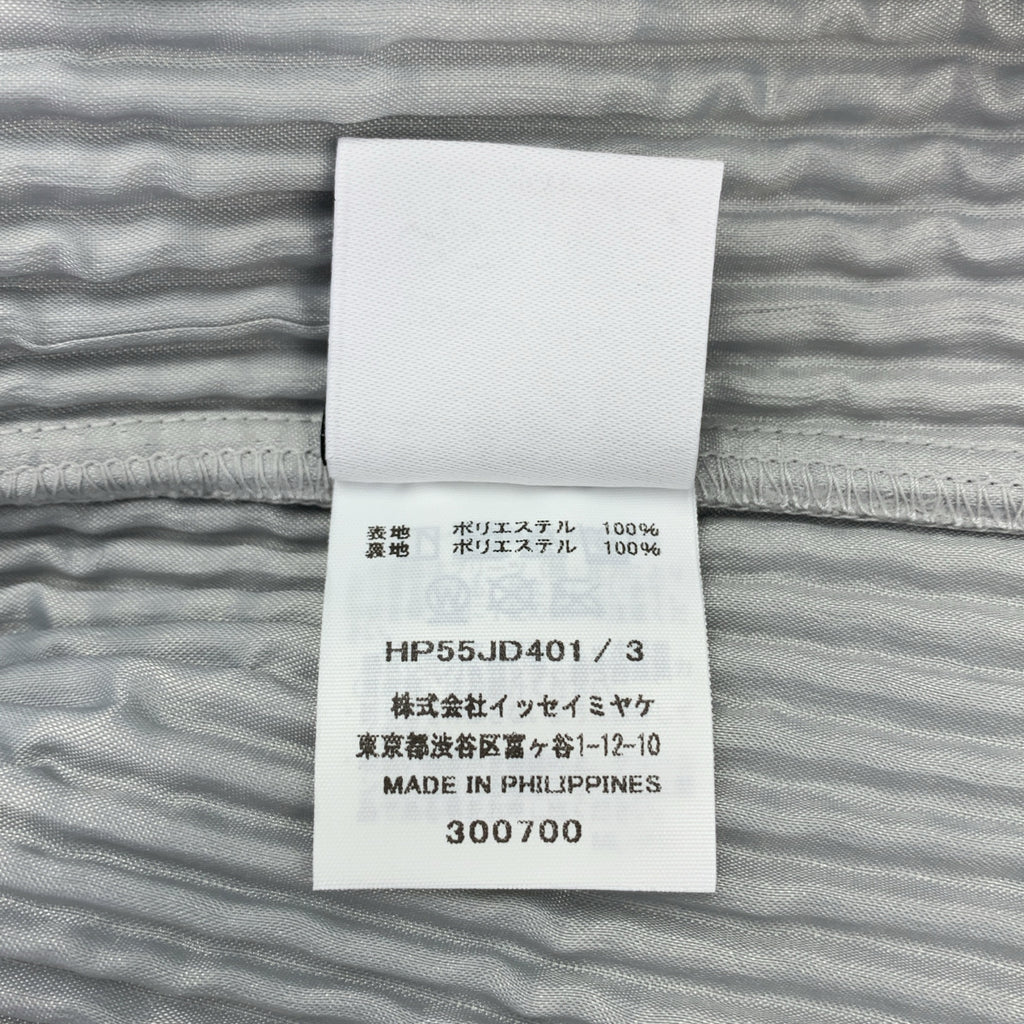 表地 ポリエステル 100%
裏地 ポリエステル 100%
HP55JD401 / 3
株式会社イッセイミヤケ
東京都渋谷区富ヶ谷1-12-10
MADE IN PHILIPPINES
300700